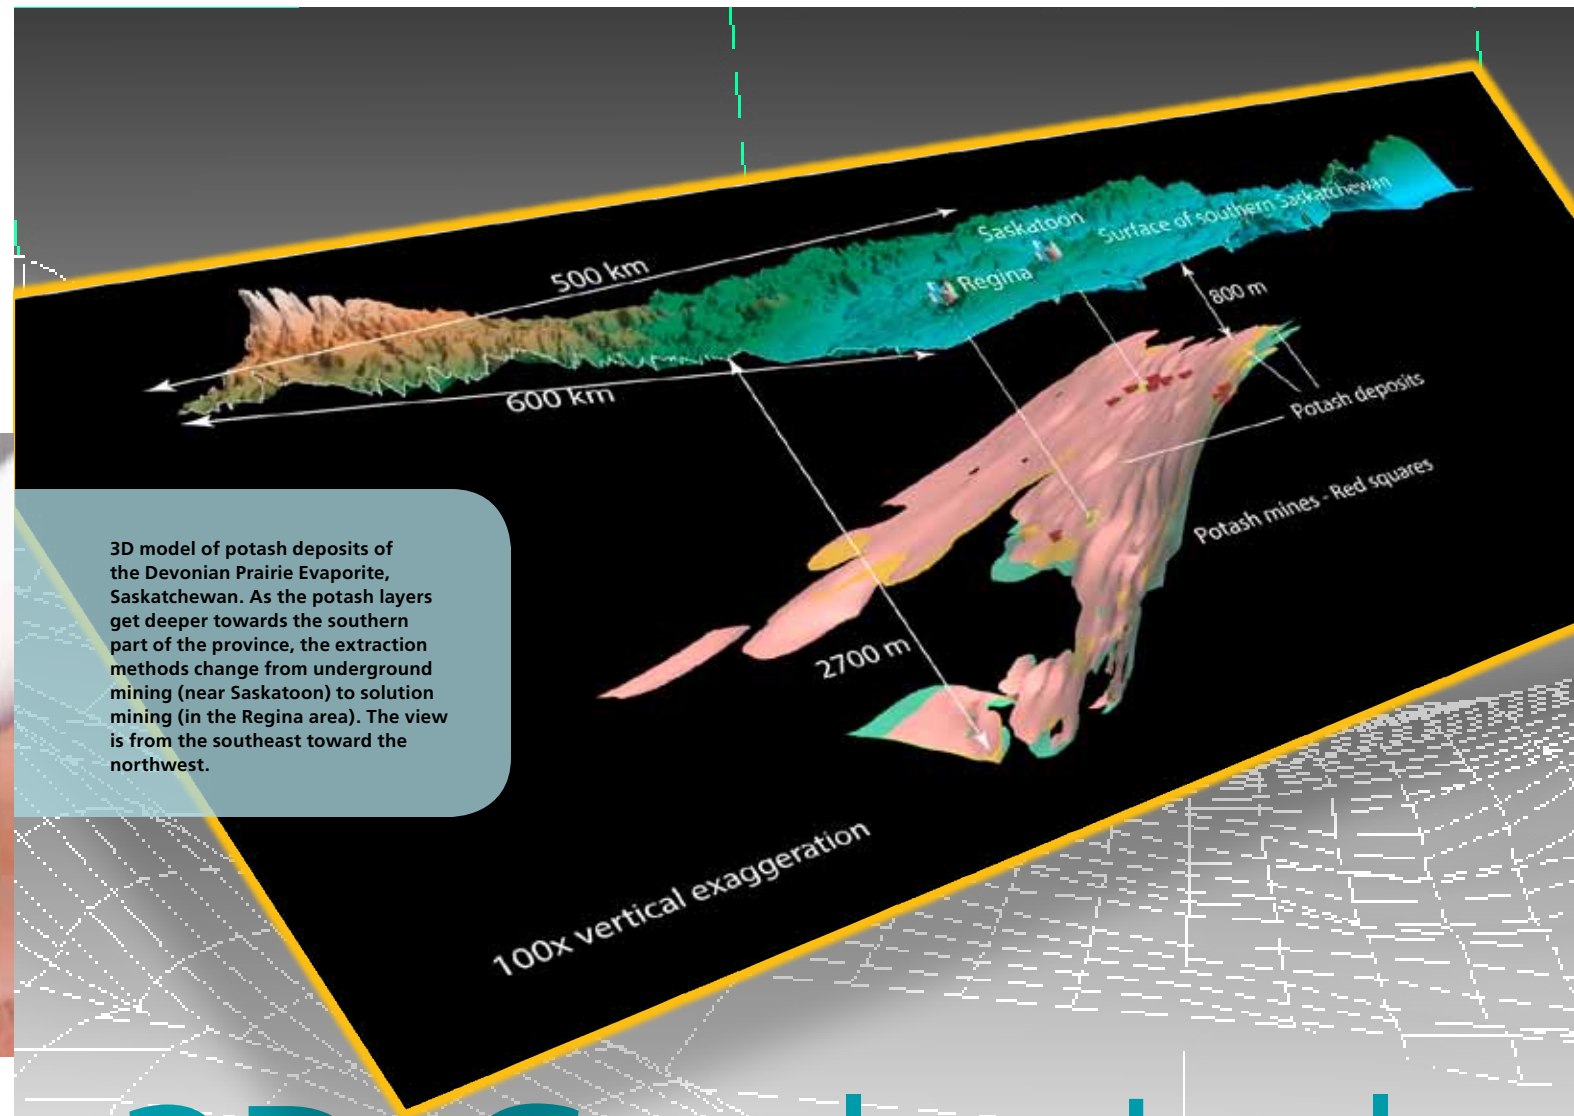 500 km
Saskatoon
Surface of southern Saskatchewan
Regina
800 m
600 km
Potash deposits
Potash mines - Red squares
3D model of potash deposits of
the Devonian Prairie Evaporite,
Saskatchewan. As the potash layers
get deeper towards the southern
part of the province, the extraction
methods change from underground
mining (near Saskatoon) to solution
mining (in the Regina area). The view
is from the southeast toward the
northwest.
2700 m
100x vertical exaggeration